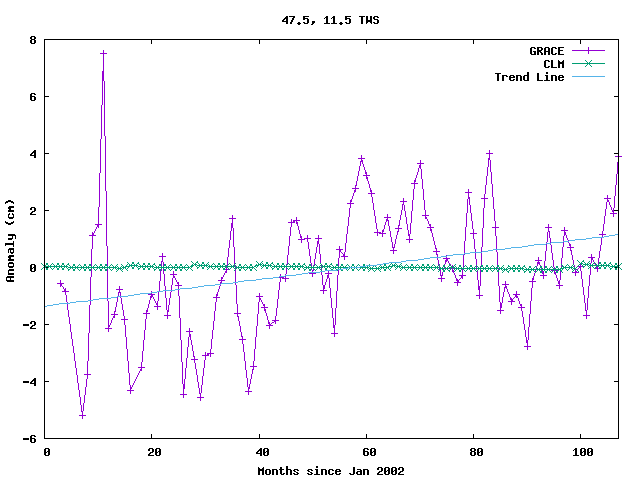 47.5, 11.5 TWS
GRACE
CLM
Trend Line
8
6
4
2
0
-2
-4
-6
Anomaly (cm)
0 20 40 60 80 100
Months since Jan 2002